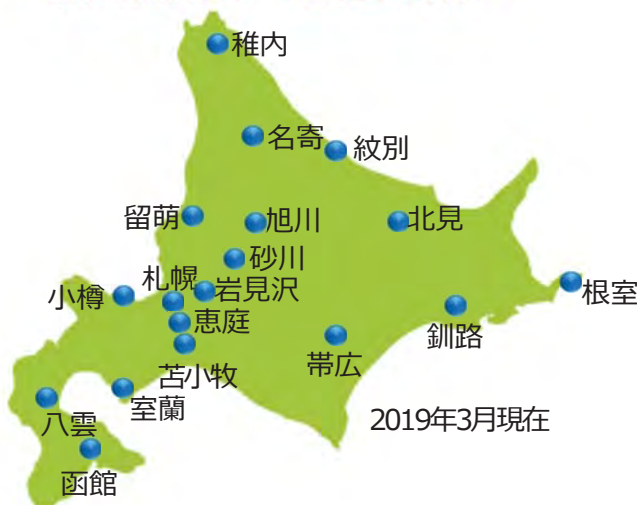 稚内
名寄
紋別
留萌
旭川
北見
砂川
札幌
岩見沢
小樽
根室
恵庭
釧路
帯広
苫小牧
室蘭
八雲
2019年3月現在
函館